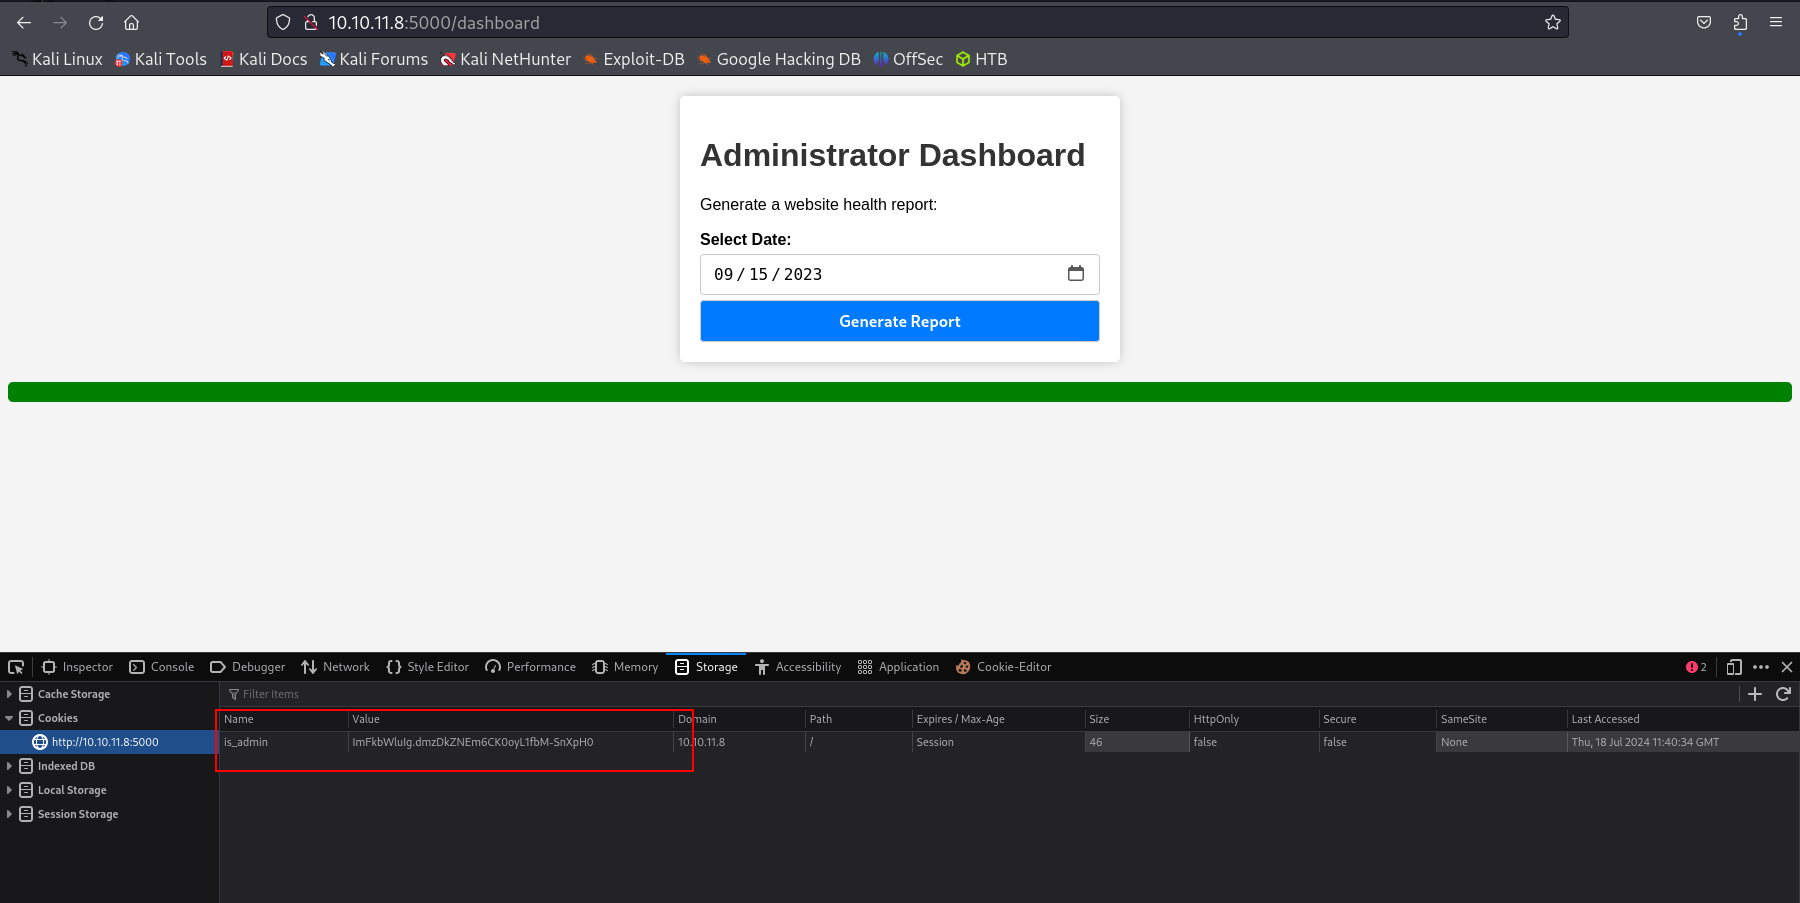 10.10.11.8:5000/dashboard
Kali Linux Kali Tools Kali Docs Kali Forums Kali NetHunter Exploit-DB Google Hacking DB OffSec HTB
Administrator Dashboard
Generate a website health report:
Select Date:
09/15/2023
Generate Report
Inspector Console Debugger Network Style Editor Performance Memory Storage Accessibility Application Cookie-Editor 2
Cache Storage
Cookies
http://10.10.11.8:5000
Indexed DB
Local Storage
Session Storage
Filter Items
Name Value Domain Path Expires / Max-Age Size HttpOnly Secure SameSite Last Accessed
is_admin ImFkbWluIg.dmzDkZNEm6CK0oyL1fbM-SnXpH0 10.10.11.8 / Session 46 false false None Thu, 18 Jul 2024 11:40:34 GMT